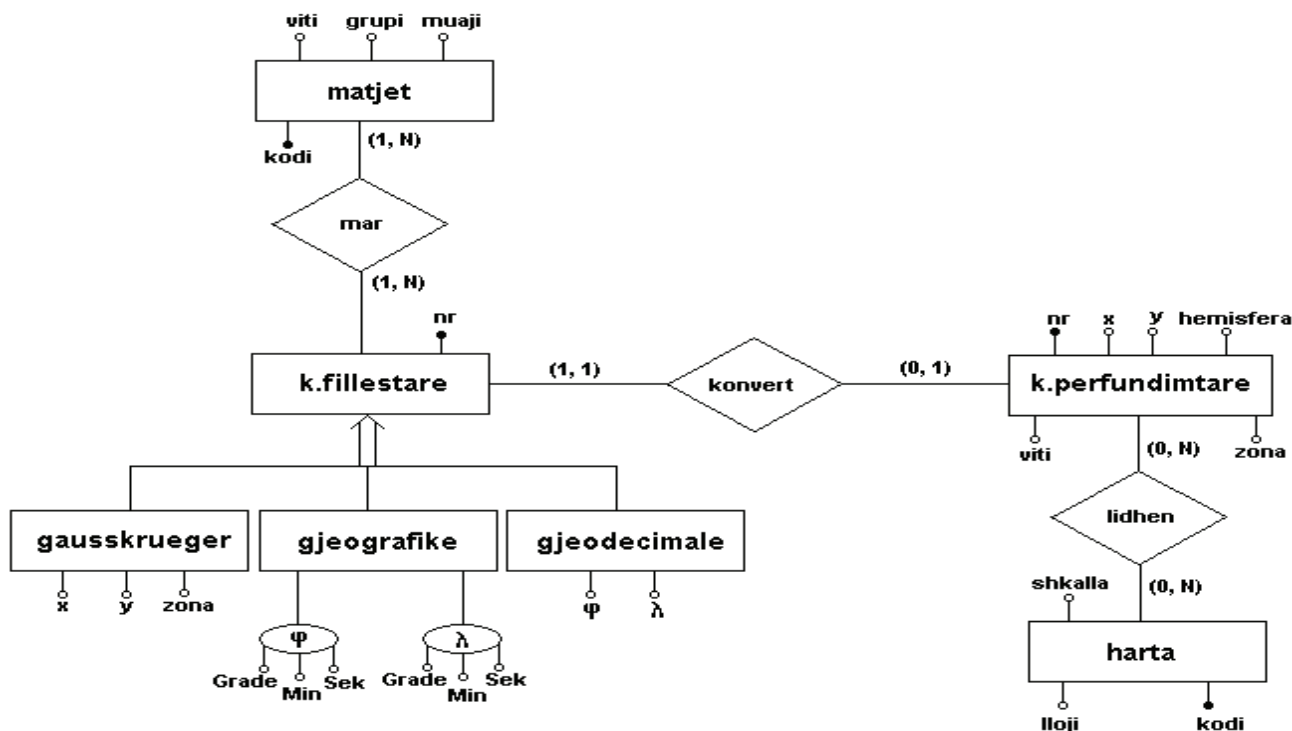 viti grupi muaji
matjet
kodi
(1, N)
mar
(1, N)
nr
k.fillestare
(1, 1)
konvert
(0, 1)
nr x y hemisfera
k.perfundimtare
viti
(0, N)
zona
lidhen
shkalla
(0, N)
harta
lloji
kodi
gausskrueger
x y zona
gjeografike
φ
Grade Min Sek
λ
Grade Min Sek
gjeodecimale
φ λ